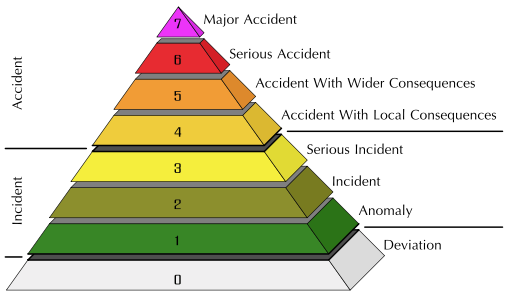 7 Major Accident
6 Serious Accident
5 Accident With Wider Consequences
4 Accident With Local Consequences
3 Serious Incident
2 Incident
1 Anomaly
0 Deviation
Accident
Incident